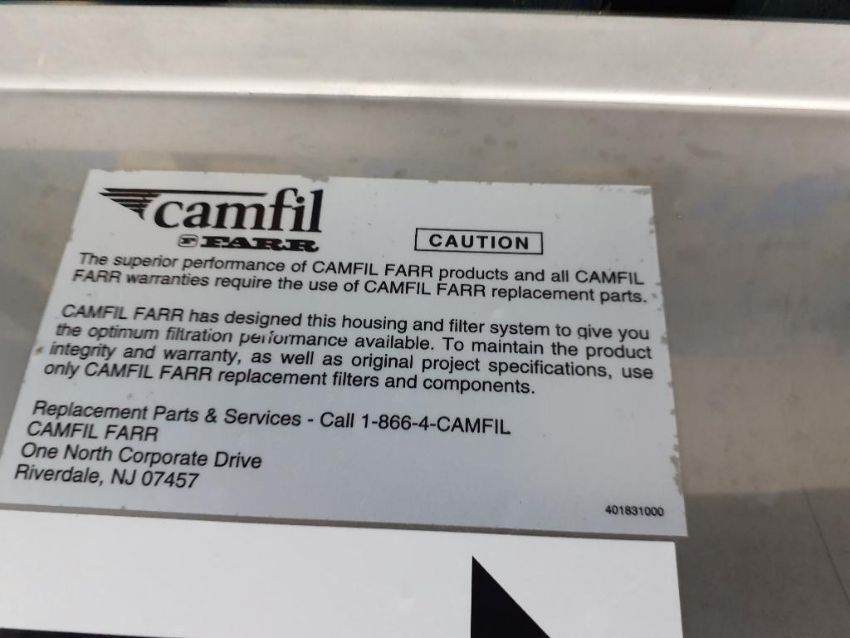 camfil
FARR
CAUTION
The superior performance of CAMFIL FARR products and all CAMFIL
FARR warranties require the use of CAMFIL FARR replacement parts.
CAMFIL FARR has designed this housing and filter system to give you
the optimum filtration performance available. To maintain the product
integrity and warranty, as well as original project specifications, use
only CAMFIL FARR replacement filters and components.
Replacement Parts & Services - Call 1-866-4-CAMFIL
CAMFIL FARR
One North Corporate Drive
Riverdale, NJ 07457
401831000